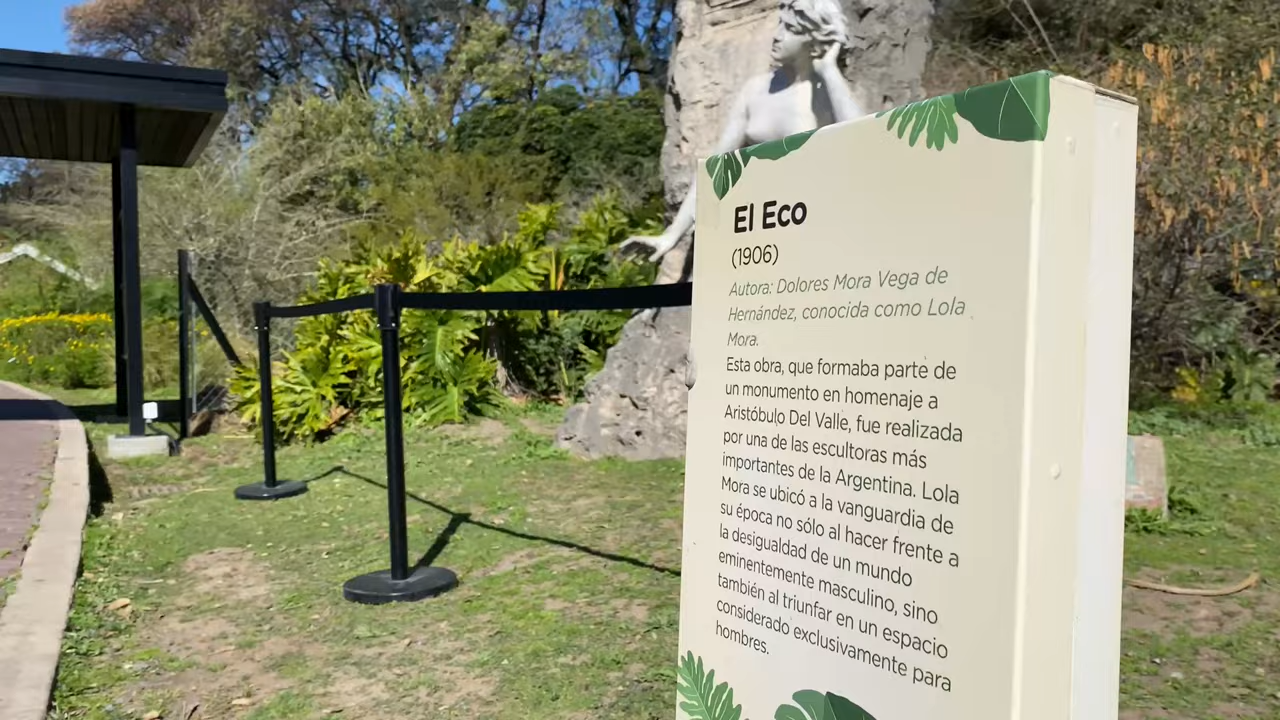 El Eco
(1906)
Autora: Dolores Mora Vega de
Hernández, conocida como Lola
Mora.
Esta obra, que formaba parte de
un monumento en homenaje a
Aristóbulo Del Valle, fue realizada
por una de las escultoras más
importantes de la Argentina. Lola
Mora se ubicó a la vanguardia de
su época no sólo al hacer frente a
la desigualdad de un mundo
eminentemente masculino, sino
también al triunfar en un espacio
considerado exclusivamente para
hombres.